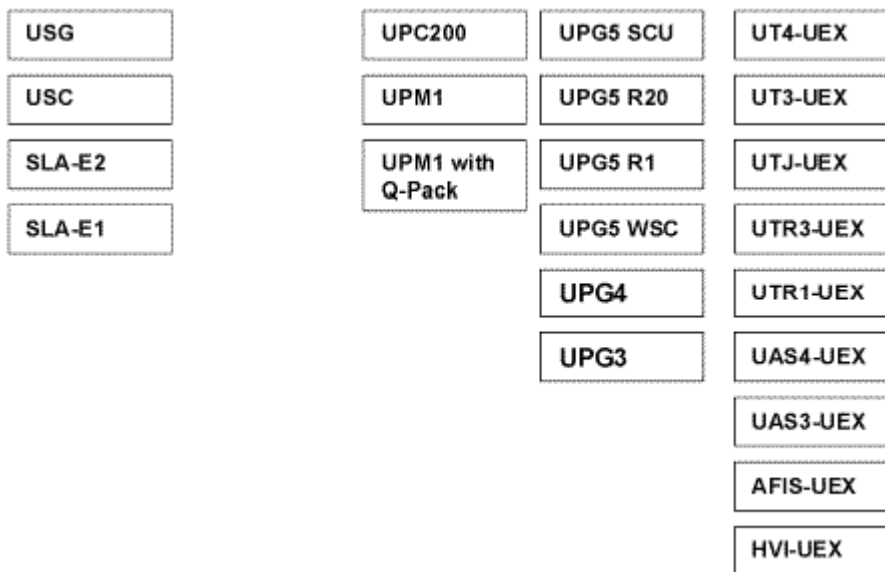 USG
USC
SLA-E2
SLA-E1
UPC200
UPM1
UPM1 with
Q-Pack
UPG5 SCU
UPG5 R20
UPG5 R1
UPG5 WSC
UPG4
UPG3
UT4-UEX
UT3-UEX
UTJ-UEX
UTR3-UEX
UTR1-UEX
UAS4-UEX
UAS3-UEX
AFIS-UEX
HVI-UEX